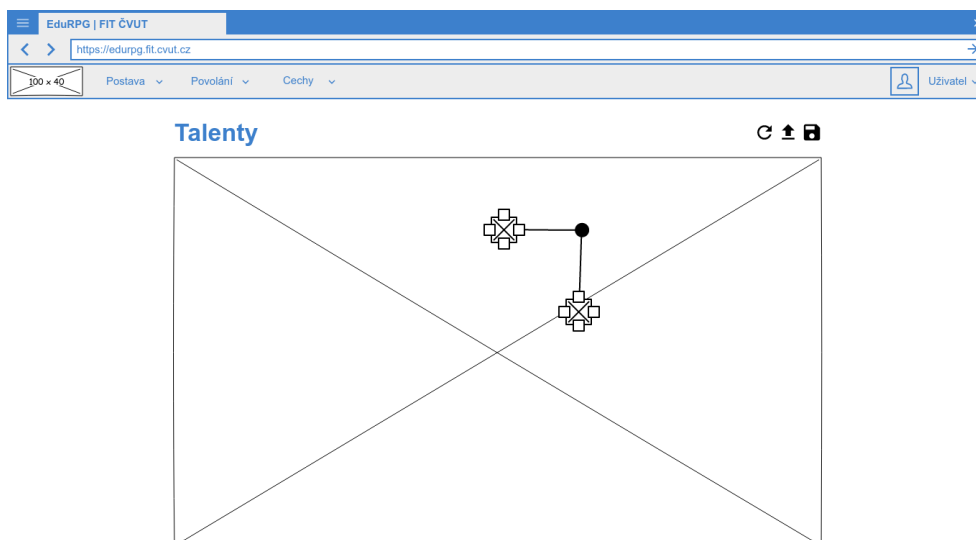 EduRPG | FIT ČVUT
https://edurpg.fit.cvut.cz
100 × 40 Postava Povolání Cechy Uživatel
Talenty